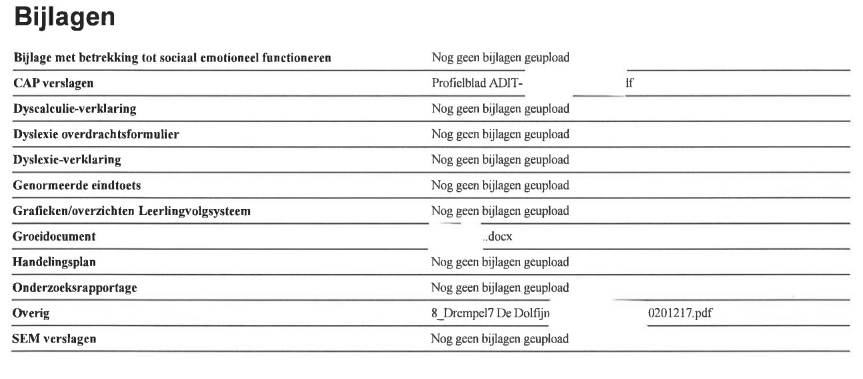 Bijlagen
Bijlage met betrekking tot sociaal emotioneel functioneren Nog geen bijlagen geupload
CAP verslagen Profielblad ADIT- lf
Dyscalculie-verklaring Nog geen bijlagen geupload
Dyslexie overdrachtsformulier Nog geen bijlagen geupload
Dyslexie-verklaring Nog geen bijlagen geupload
Genormeerde eindtoets Nog geen bijlagen geupload
Grafieken/overzichten Leerlingvolgsysteem Nog geen bijlagen geupload
Groeidocument ..docx
Handelingsplan Nog geen bijlagen geupload
Onderzoeksrapportage Nog geen bijlagen geupload
Overig 8_Drempel7 De Dolfijn 0201217.pdf
SEM verslagen Nog geen bijlagen geupload